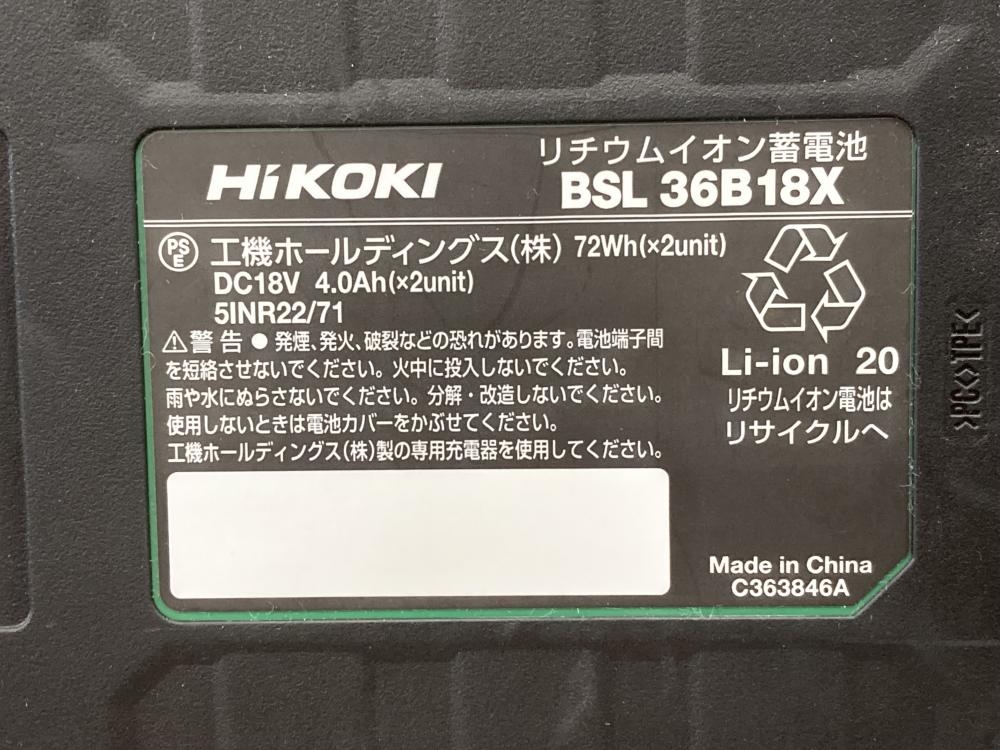 HiKOKI
リチウムイオン蓄電池
BSL 36B18X
PSE 工機ホールディングス(株) 72Wh(×2unit)
DC18V 4.0Ah(×2unit)
5INR22/71
⚠警告 ● 発煙、発火、破裂などの恐れがあります。電池端子間
を短絡させないでください。火中に投入しないでください。
雨や水にぬらさないでください。分解・改造しないでください。
使用しないときは電池カバーをかぶせてください。
工機ホールディングス(株)製の専用充電器を使用してください。
Li-ion 20
リチウムイオン電池は
リサイクルへ
Made in China
C363846A
>PC<>TPE<